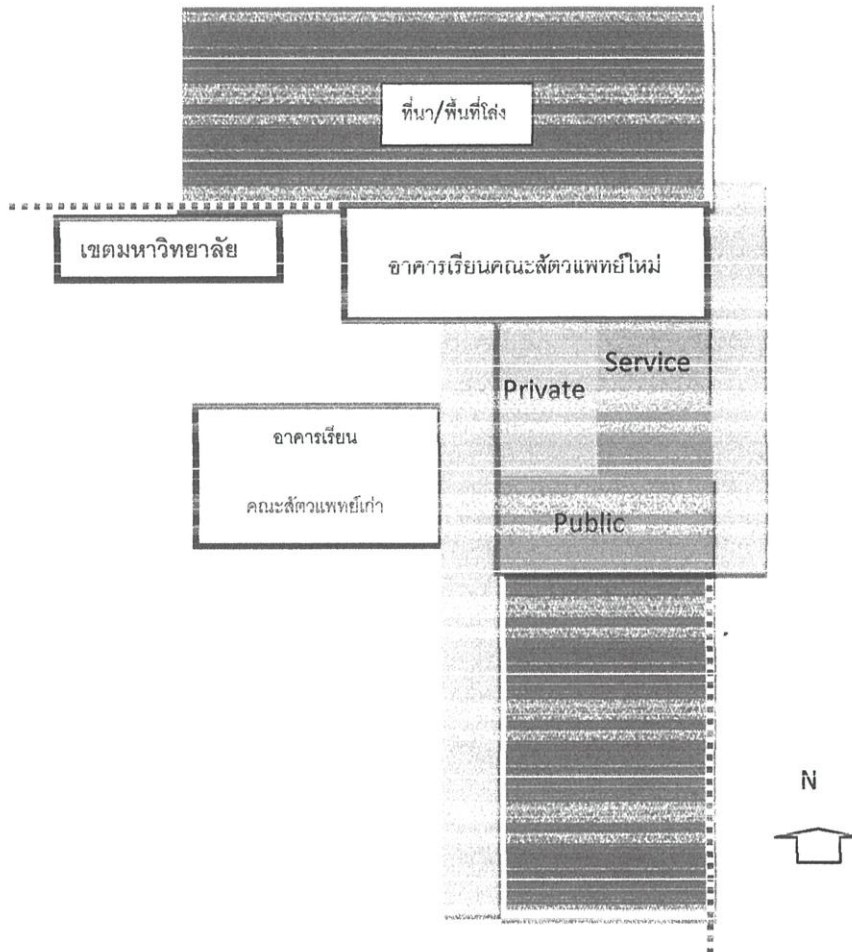 ที่นา/พื้นที่โล่ง
เขตมหาวิทยาลัย
อาคารเรียนคณะสัตวแพทย์ใหม่
Service
Private
อาคารเรียน
คณะสัตวแพทย์เก่า
Public
N